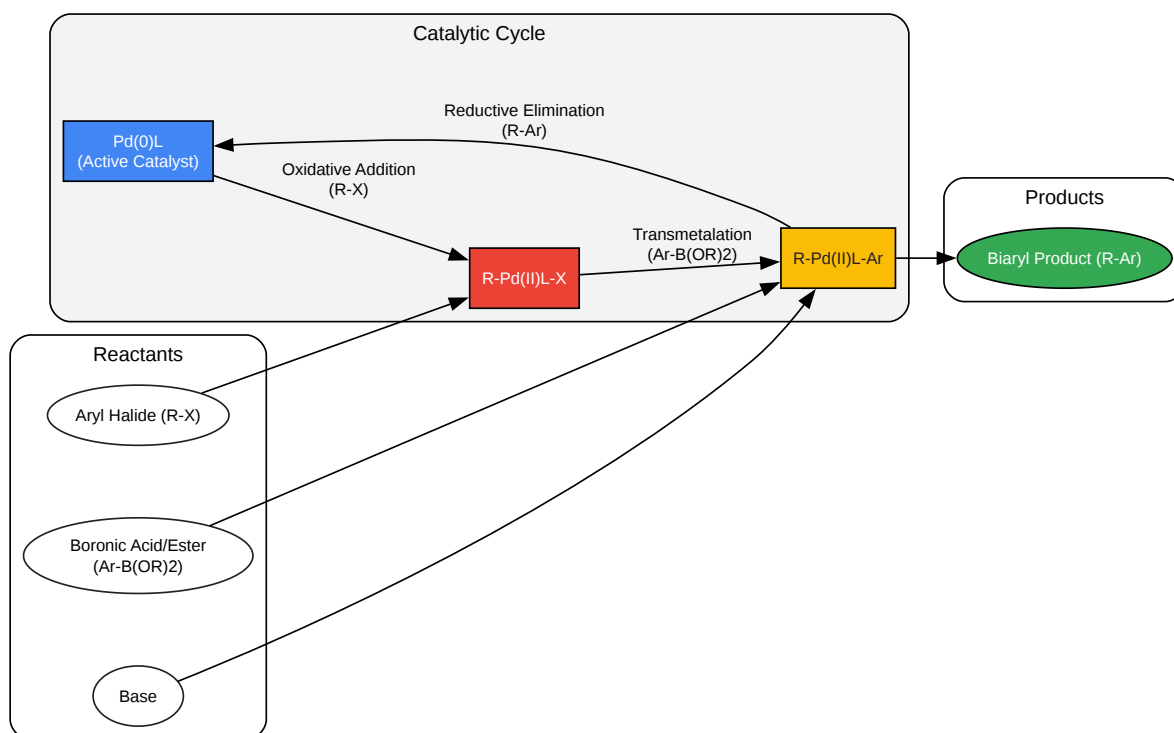 Catalytic Cycle
Reductive Elimination
(R-Ar)
Pd(0)L
(Active Catalyst)
Oxidative Addition
(R-X)
Transmetalation
(Ar-B(OR)2)
R-Pd(II)L-X
R-Pd(II)L-Ar
Products
Biaryl Product (R-Ar)
Reactants
Aryl Halide (R-X)
Boronic Acid/Ester
(Ar-B(OR)2)
Base